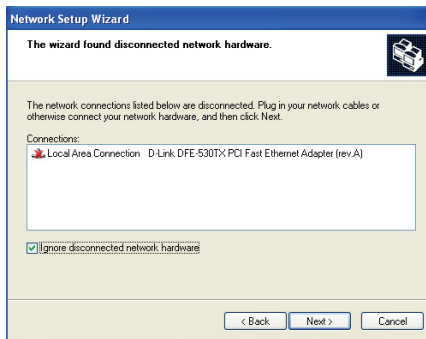 Network Setup Wizard
The wizard found disconnected network hardware.
The network connections listed below are disconnected. Plug in your network cables or
otherwise connect your network hardware, and then click Next.
Connections:
Local Area Connection D-Link DFE-530TX PCI Fast Ethernet Adapter (rev.A)
Ignore disconnected network hardware
< Back Next > Cancel